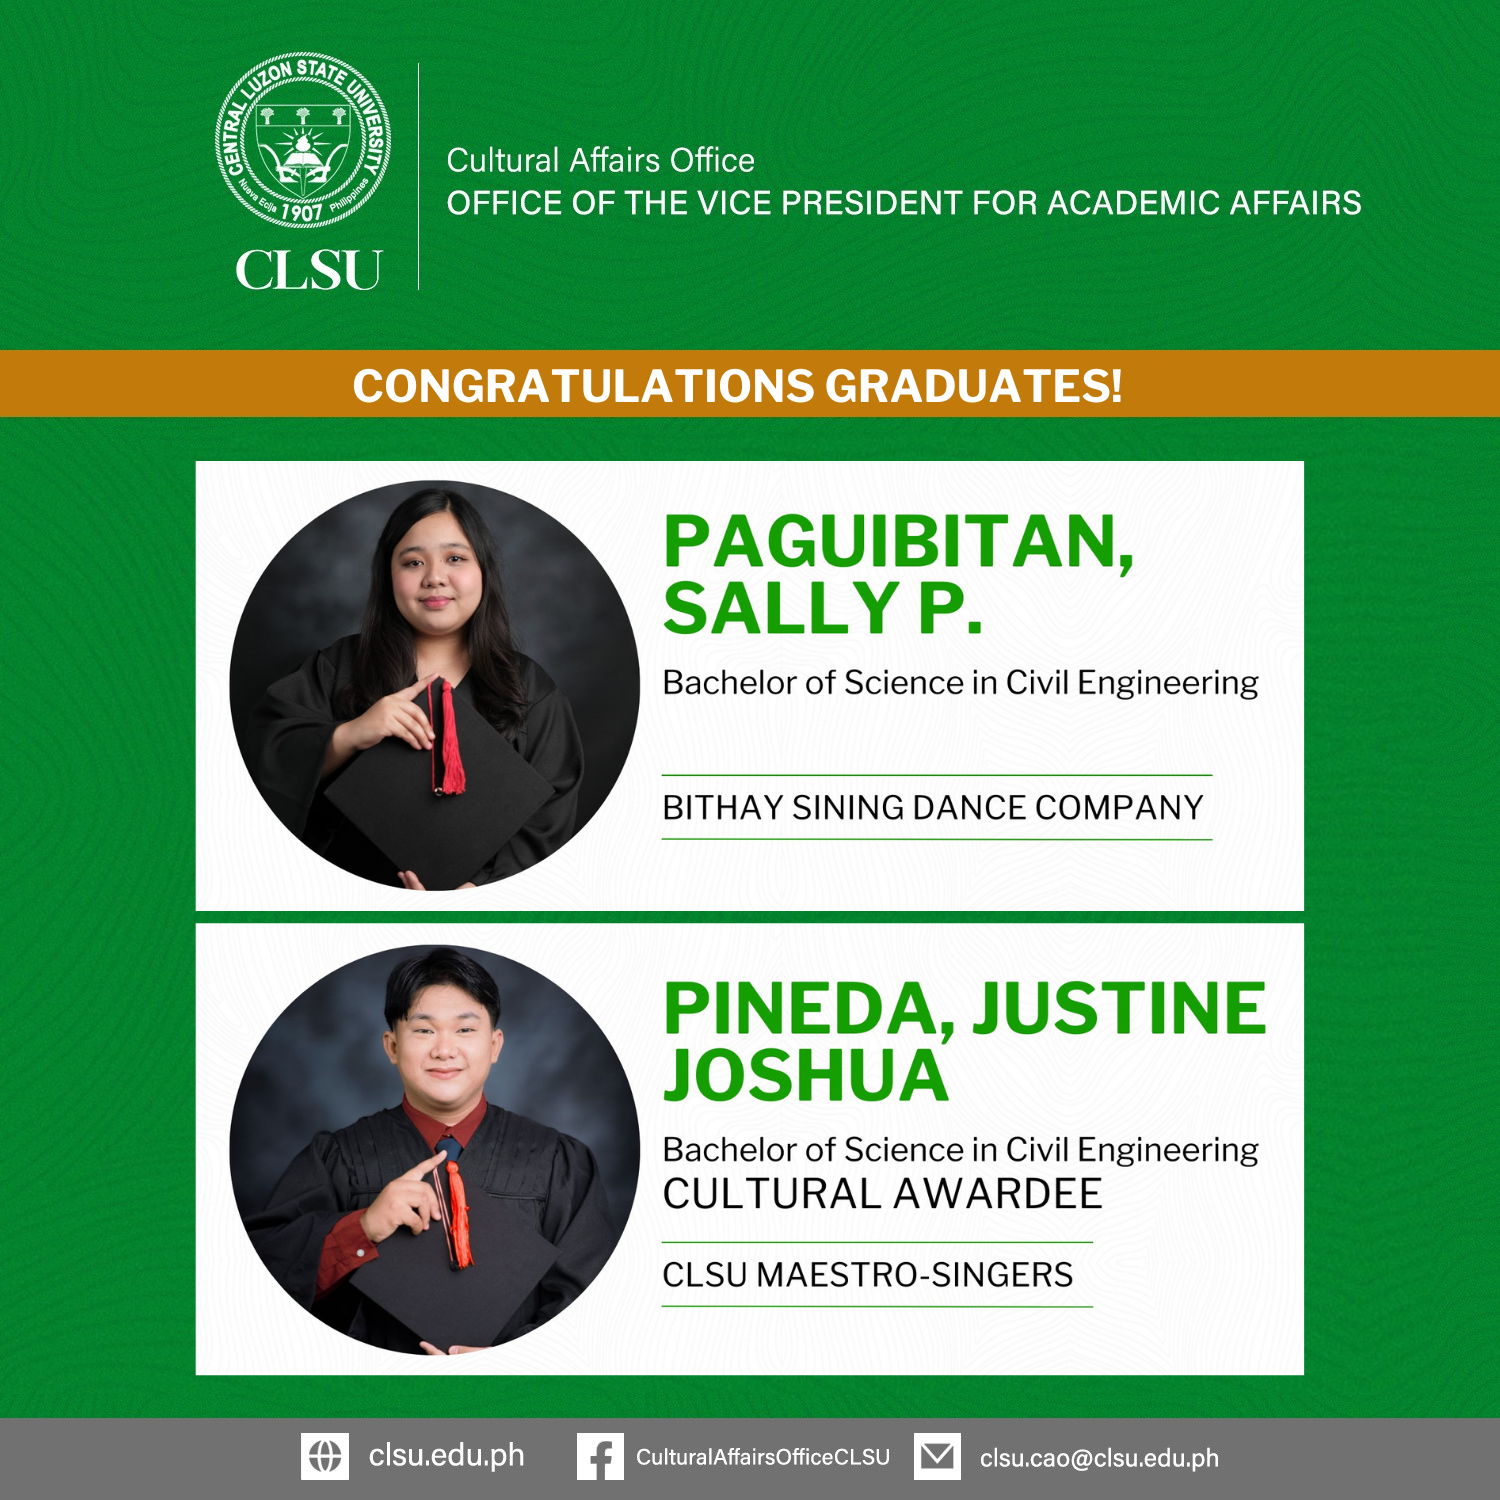 CENTRAL LUZON STATE UNIVERSITY
Nueva Ecija 1907 Philippines
CLSU
Cultural Affairs Office
OFFICE OF THE VICE PRESIDENT FOR ACADEMIC AFFAIRS
CONGRATULATIONS GRADUATES!
PAGUIBITAN,
SALLY P.
Bachelor of Science in Civil Engineering
BITHAY SINING DANCE COMPANY
PINEDA, JUSTINE
JOSHUA
Bachelor of Science in Civil Engineering
CULTURAL AWARDEE
CLSU MAESTRO-SINGERS
clsu.edu.ph
CulturalAffairsOfficeCLSU
clsu.cao@clsu.edu.ph